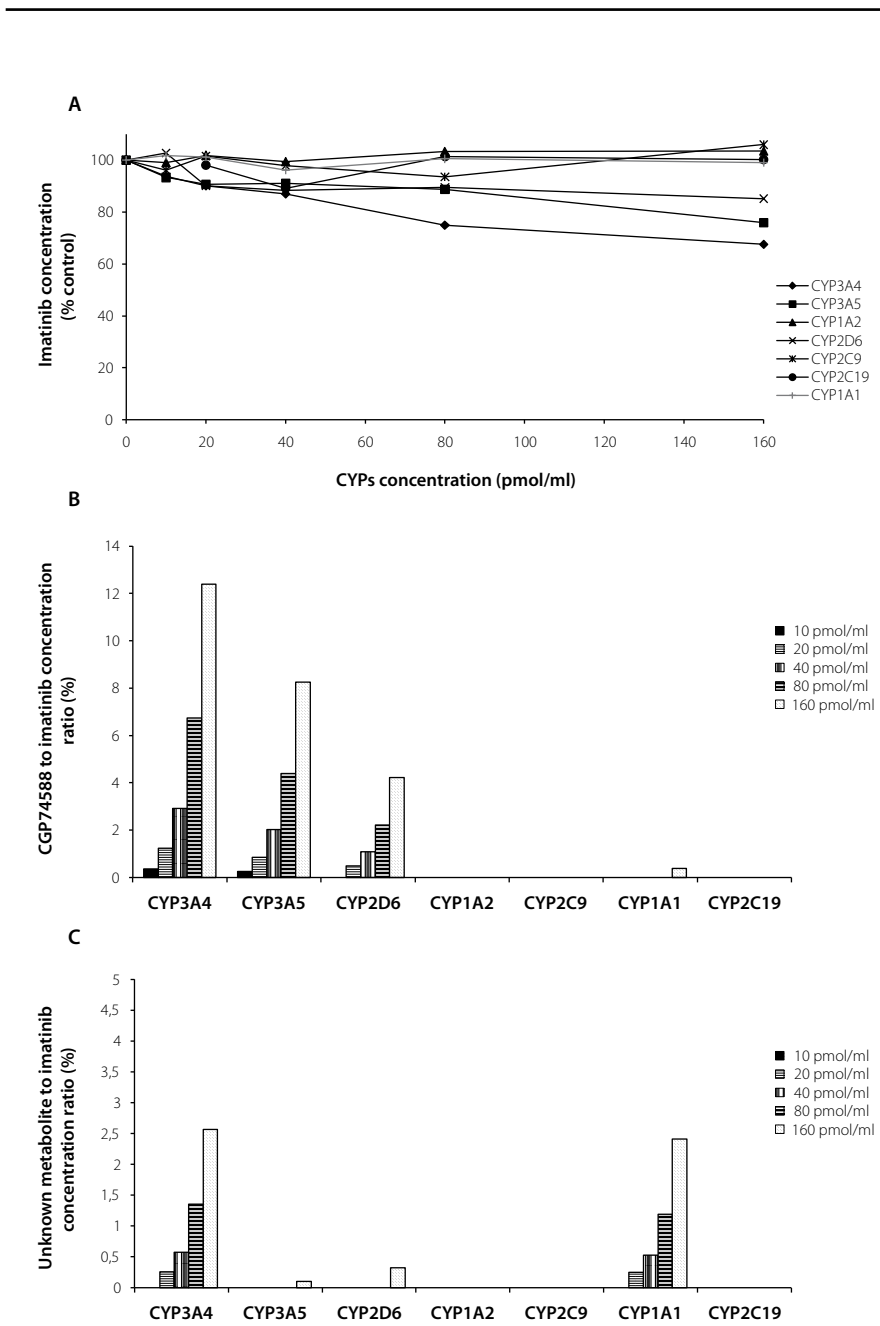 A
Imatinib concentration
(% control)
100
80
60
40
20
0
0 20 40 60 80 100 120 140 160
CYPs concentration (pmol/ml)
CYP3A4
CYP3A5
CYP1A2
CYP2D6
CYP2C9
CYP2C19
CYP1A1
B
CGP74588 to imatinib concentration
ratio (%)
14
12
10
8
6
4
2
0
CYP3A4 CYP3A5 CYP2D6 CYP1A2 CYP2C9 CYP1A1 CYP2C19
10 pmol/ml
20 pmol/ml
40 pmol/ml
80 pmol/ml
160 pmol/ml
C
Unknown metabolite to imatinib
concentration ratio (%)
5
4,5
4
3,5
3
2,5
2
1,5
1
0,5
0
CYP3A4 CYP3A5 CYP2D6 CYP1A2 CYP2C9 CYP1A1 CYP2C19
10 pmol/ml
20 pmol/ml
40 pmol/ml
80 pmol/ml
160 pmol/ml